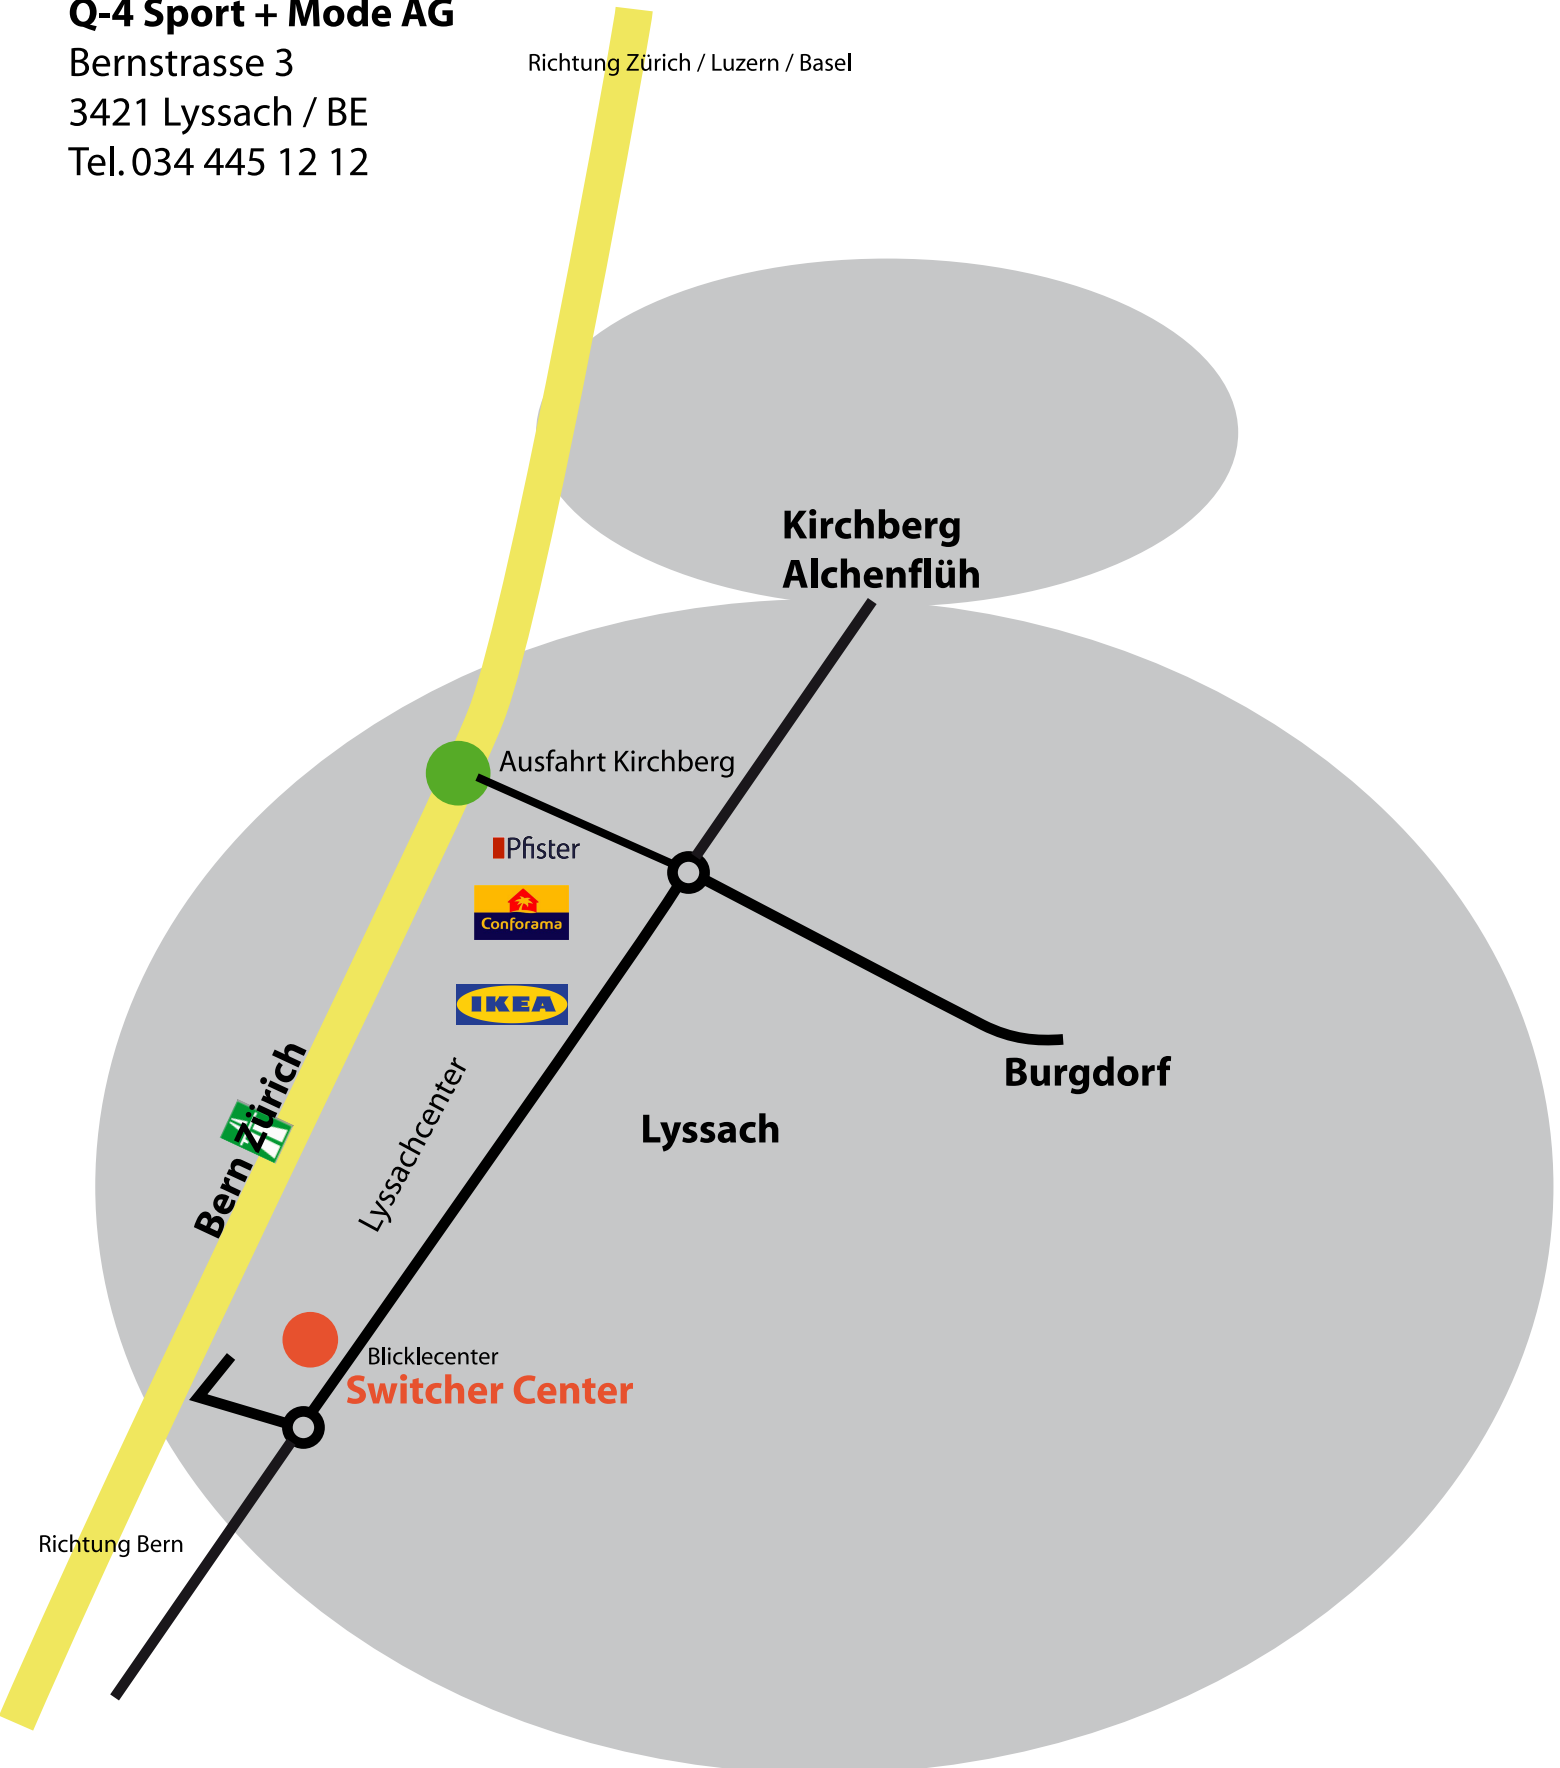 Q-4 Sport + Mode AG
Bernstrasse 3
3421 Lyssach / BE
Tel. 034 445 12 12
Richtung Zürich / Luzern / Basel
Kirchberg
Alchenflüh
Ausfahrt Kirchberg
Pfister
Conforama
IKEA
Bern Zürich
Lyssachcenter
Burgdorf
Lyssach
Blicklecenter
Switcher Center
Richtung Bern